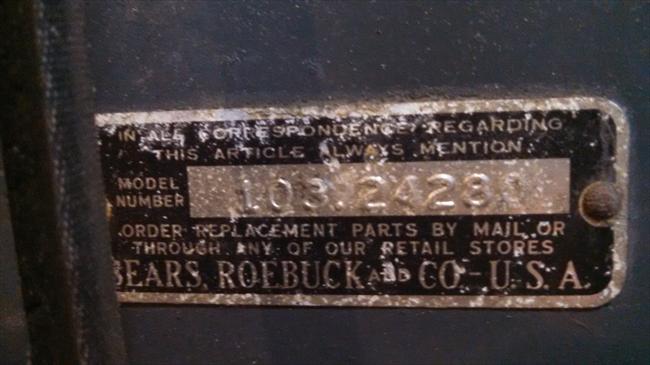 IN ALL CORRESPONDENCE REGARDING
THIS ARTICLE ALWAYS MENTION
MODEL
NUMBER
ORDER REPLACEMENT PARTS BY MAIL OR
THROUGH ANY OF OUR RETAIL STORES
SEARS, ROEBUCK AND CO.-U.S.A.